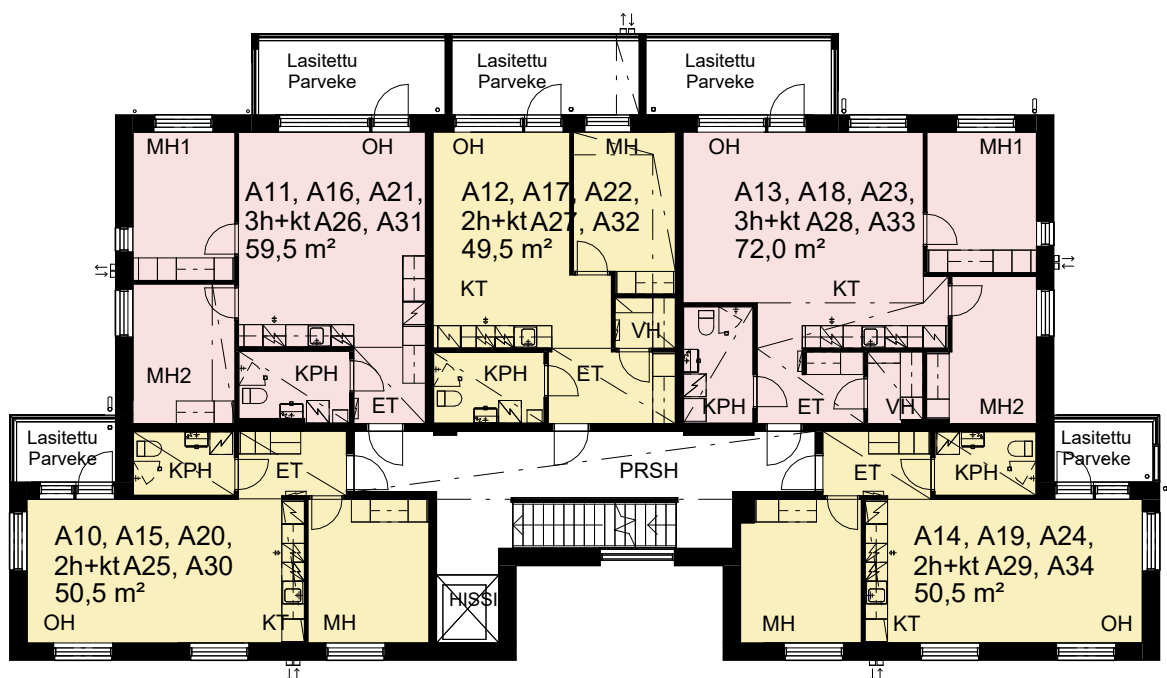 Lasitettu
Parveke
Lasitettu
Parveke
Lasitettu
Parveke
MH1
OH
A11, A16, A21,
3h+kt A26, A31
59,5 m²
MH2
KPH
ET
OH
MH
A12, A17, A22,
2h+kt A27, A32
49,5 m²
KT
VH
KPH
ET
OH
MH1
A13, A18, A23,
3h+kt A28, A33
72,0 m²
KT
KPH
ET
VH
MH2
Lasitettu
Parveke
KPH
ET
PRSH
ET
KPH
Lasitettu
Parveke
A10, A15, A20,
2h+kt A25, A30
50,5 m²
OH
KT
MH
HISSI
MH
A14, A19, A24,
2h+kt A29, A34
50,5 m²
KT
OH